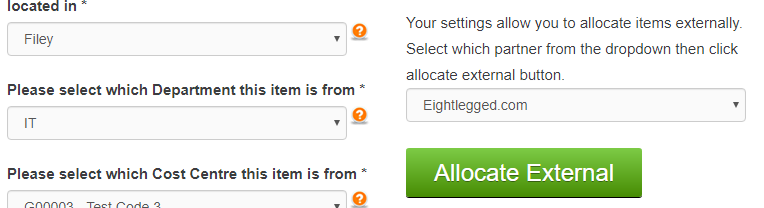 located in *
Filey
Please select which Department this item is from *
IT
Please select which Cost Centre this item is from *
G00003 - Test Code 3
Your settings allow you to allocate items externally.
Select which partner from the dropdown then click
allocate external button.
Eightlegged.com
Allocate External